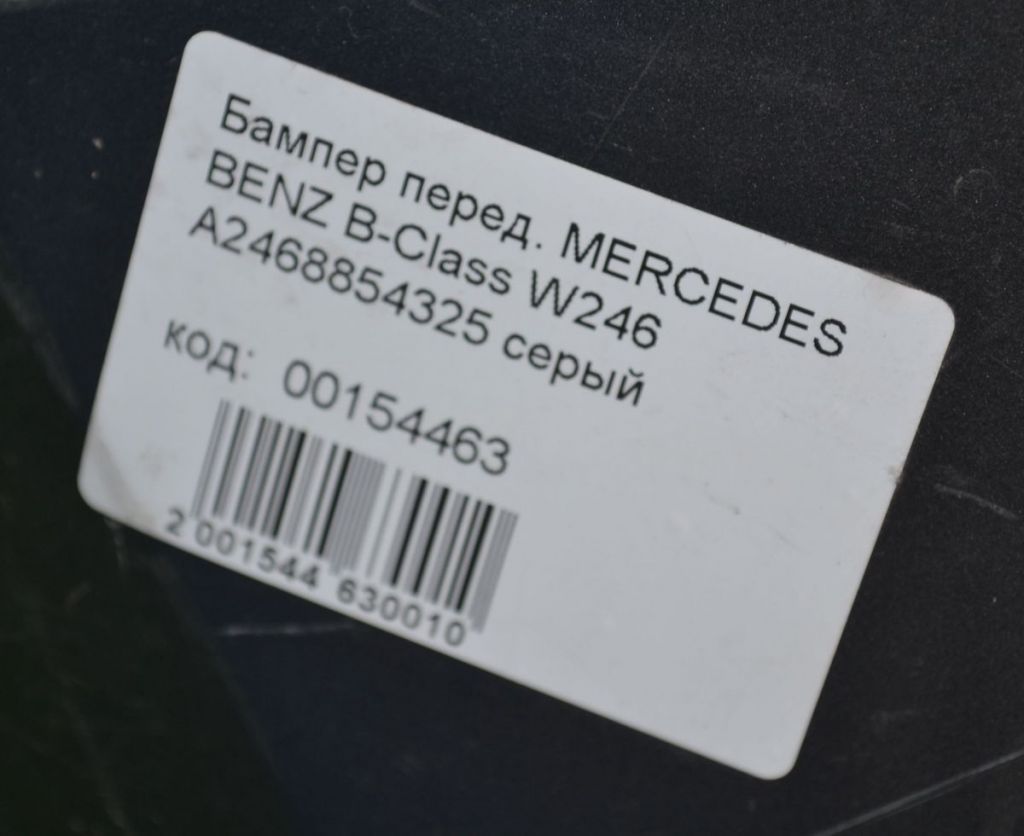 Бампер перед. MERCEDES
BENZ B-Class W246
A2468854325 серый
код: 00154463
2 001544 630010